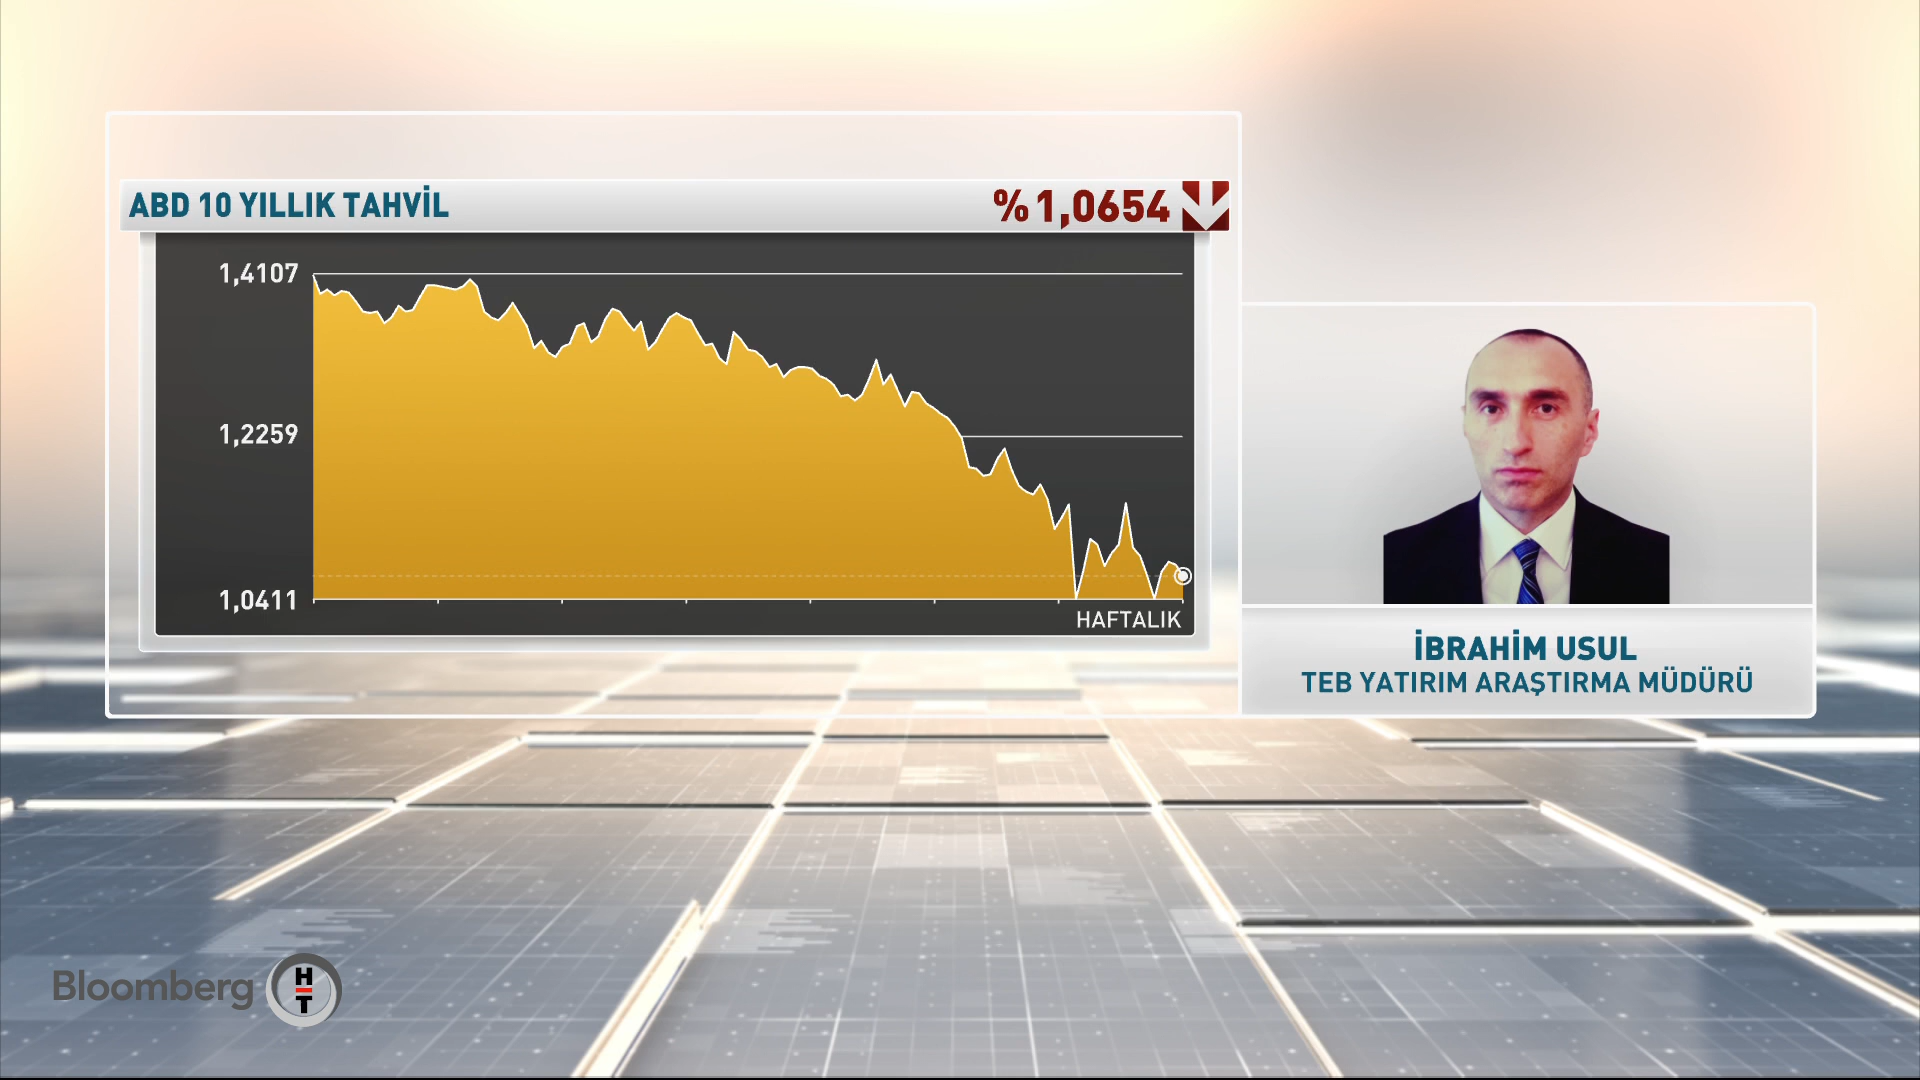 ABD 10 YILLIK TAHVİL
%1,0654
1,4107
1,2259
1,0411
HAFTALIK
İBRAHİM USUL
TEB YATIRIM ARAŞTIRMA MÜDÜRÜ
Bloomberg HT